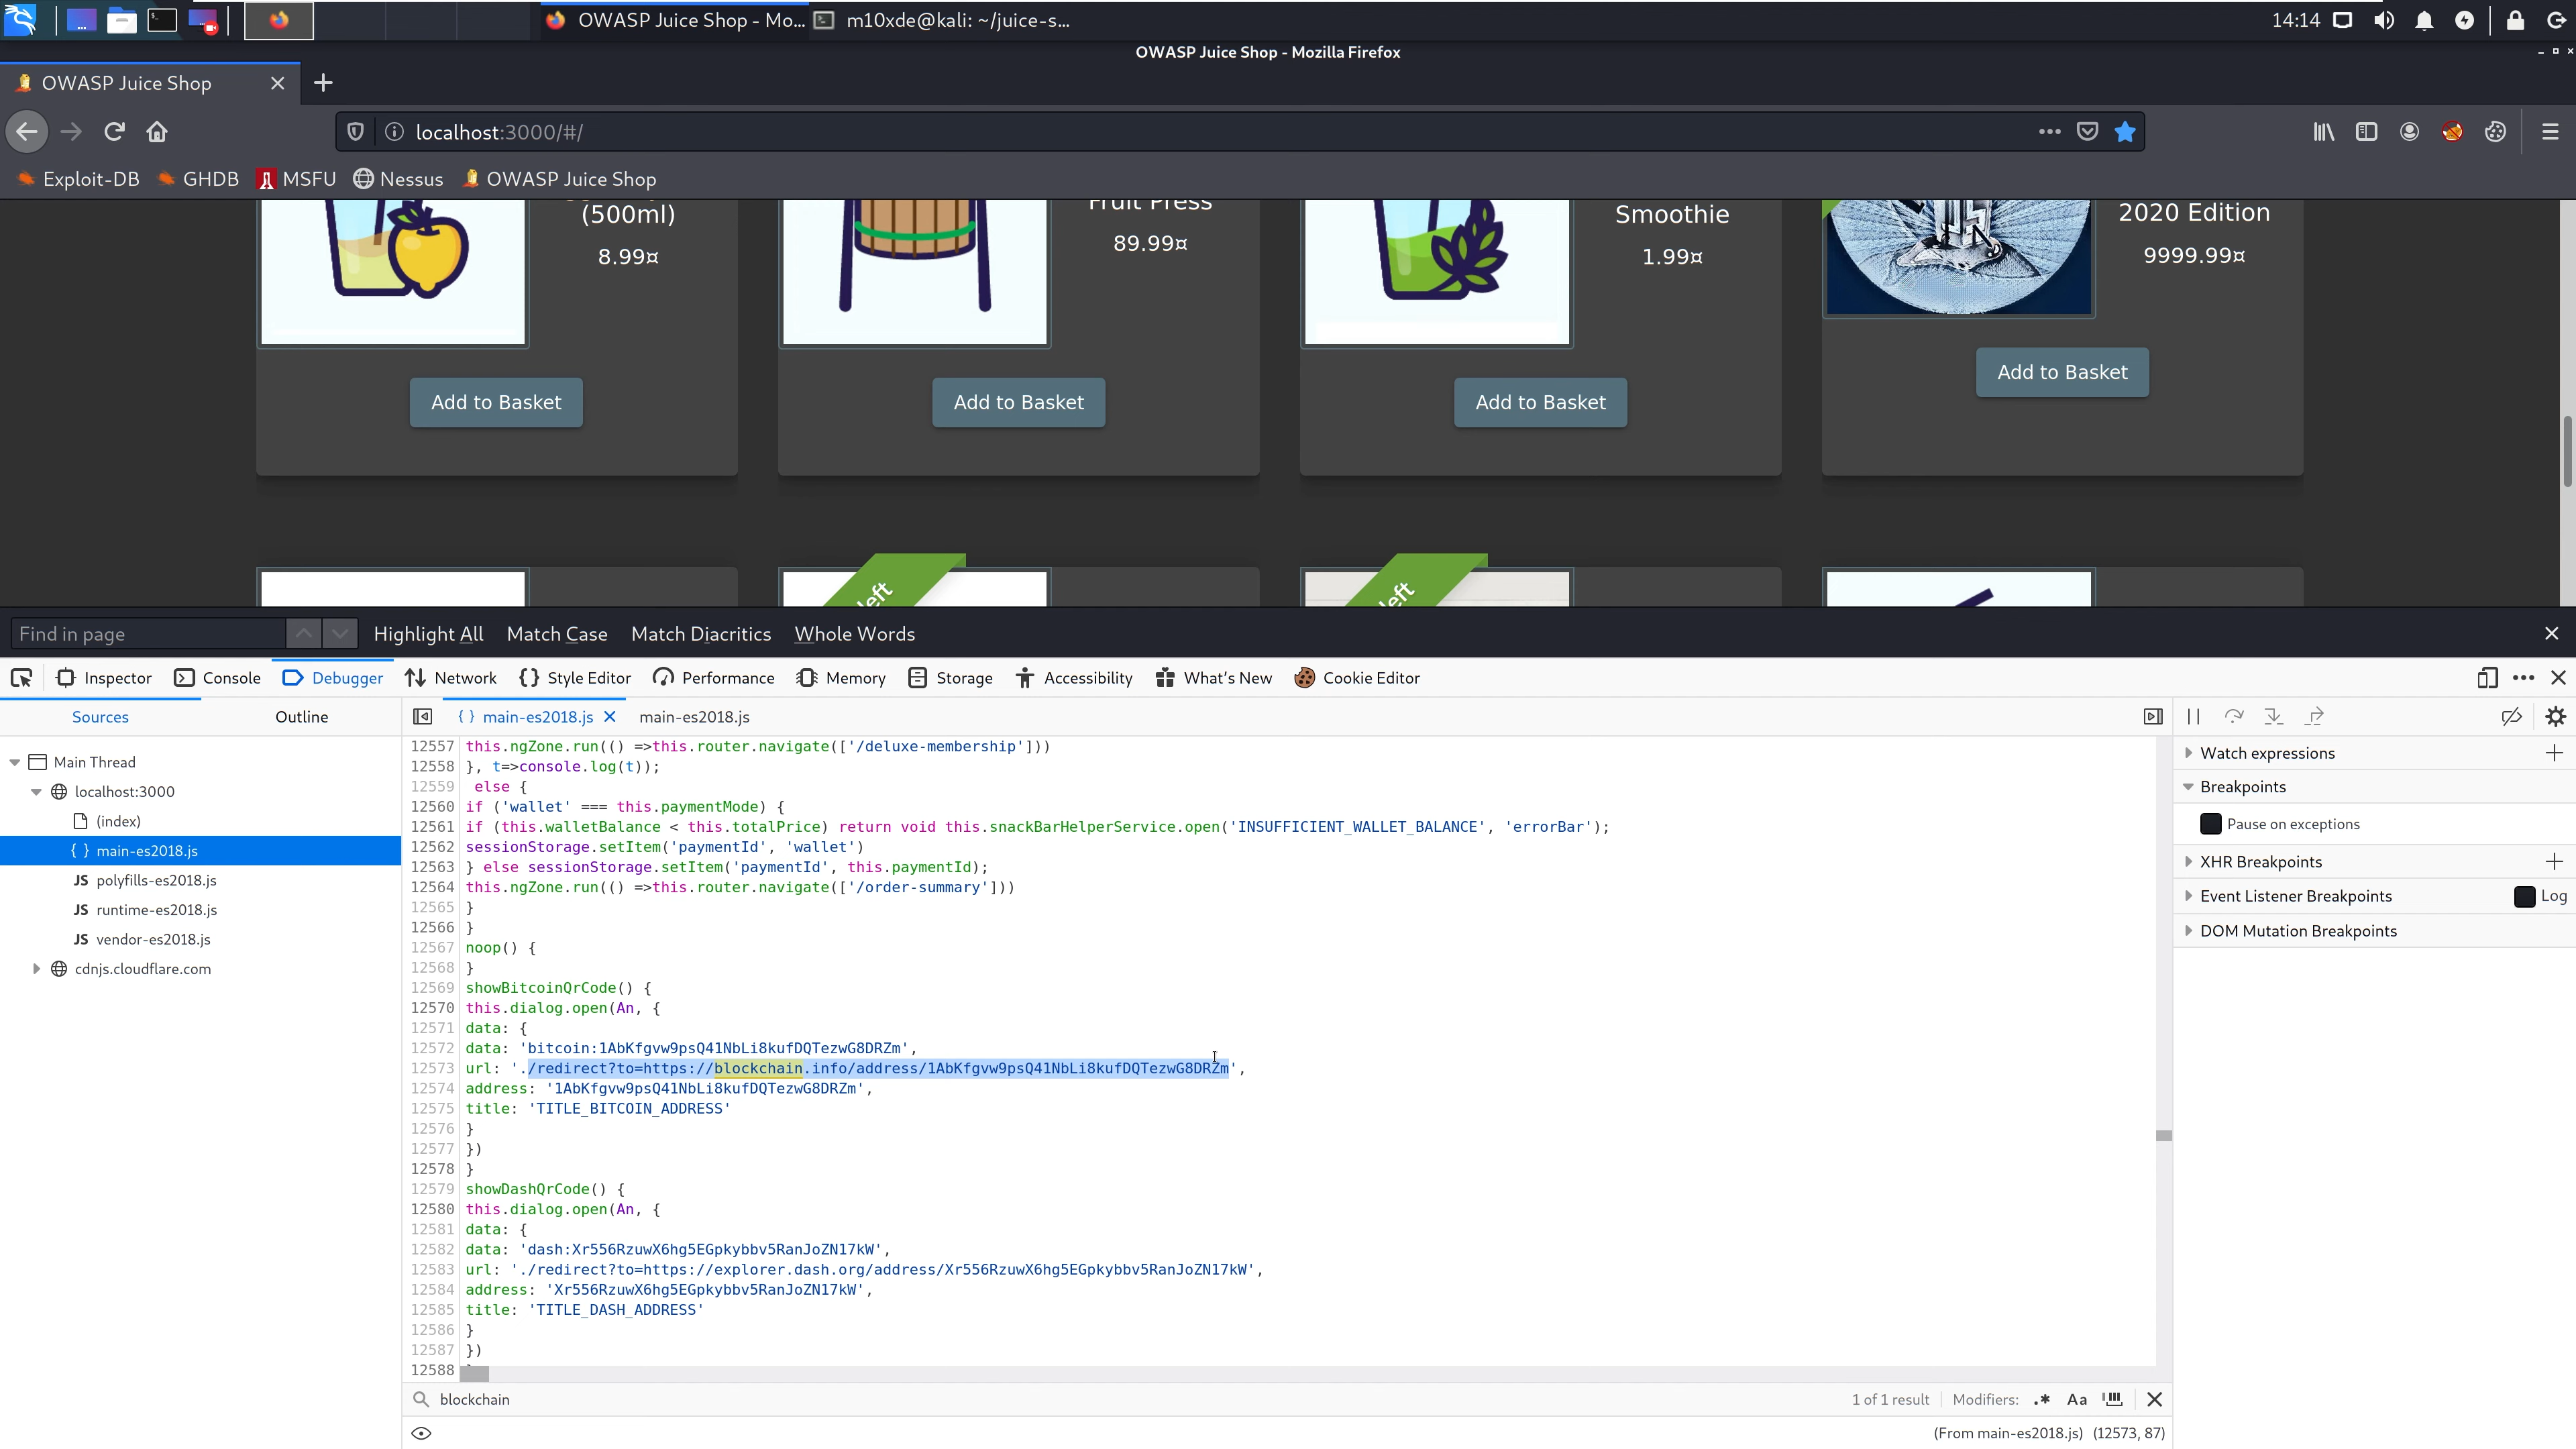 OWASP Juice Shop - Mo... m10xde@kali: ~/juice-s... 14:14
OWASP Juice Shop - Mozilla Firefox
OWASP Juice Shop
localhost:3000/#/
Exploit-DB GHDB MSFU Nessus OWASP Juice Shop
(500ml) Fruit Press Smoothie 2020 Edition
8.99¤ 89.99¤ 1.99¤ 9999.99¤
Add to Basket Add to Basket Add to Basket Add to Basket
left left
Find in page Highlight All Match Case Match Diacritics Whole Words
Inspector Console Debugger Network Style Editor Performance Memory Storage Accessibility What's New Cookie Editor
Sources Outline { } main-es2018.js main-es2018.js
Main Thread
localhost:3000
(index)
{ } main-es2018.js
JS polyfills-es2018.js
JS runtime-es2018.js
JS vendor-es2018.js
cdnjs.cloudflare.com
12557 this.ngZone.run(() =>this.router.navigate(['/deluxe-membership']))
12558 }, t=>console.log(t));
12559 else {
12560 if ('wallet' === this.paymentMode) {
12561 if (this.walletBalance < this.totalPrice) return void this.snackBarHelperService.open('INSUFFICIENT_WALLET_BALANCE', 'errorBar');
12562 sessionStorage.setItem('paymentId', 'wallet')
12563 } else sessionStorage.setItem('paymentId', this.paymentId);
12564 this.ngZone.run(() =>this.router.navigate(['/order-summary']))
12565 }
12566 }
12567 noop() {
12568 }
12569 showBitcoinQrCode() {
12570 this.dialog.open(An, {
12571 data: {
12572 data: 'bitcoin:1AbKfgvw9psQ41NbLi8kufDQTezwG8DRZm',
12573 url: './redirect?to=https://blockchain.info/address/1AbKfgvw9psQ41NbLi8kufDQTezwG8DRZm',
12574 address: '1AbKfgvw9psQ41NbLi8kufDQTezwG8DRZm',
12575 title: 'TITLE_BITCOIN_ADDRESS'
12576 }
12577 })
12578 }
12579 showDashQrCode() {
12580 this.dialog.open(An, {
12581 data: {
12582 data: 'dash:Xr556RzuwX6hg5EGpkybbv5RanJoZN17kW',
12583 url: './redirect?to=https://explorer.dash.org/address/Xr556RzuwX6hg5EGpkybbv5RanJoZN17kW',
12584 address: 'Xr556RzuwX6hg5EGpkybbv5RanJoZN17kW',
12585 title: 'TITLE_DASH_ADDRESS'
12586 }
12587 })
12588
Watch expressions
Breakpoints
Pause on exceptions
XHR Breakpoints
Event Listener Breakpoints Log
DOM Mutation Breakpoints
blockchain 1 of 1 result Modifiers: .* Aa
(From main-es2018.js) (12573, 87)